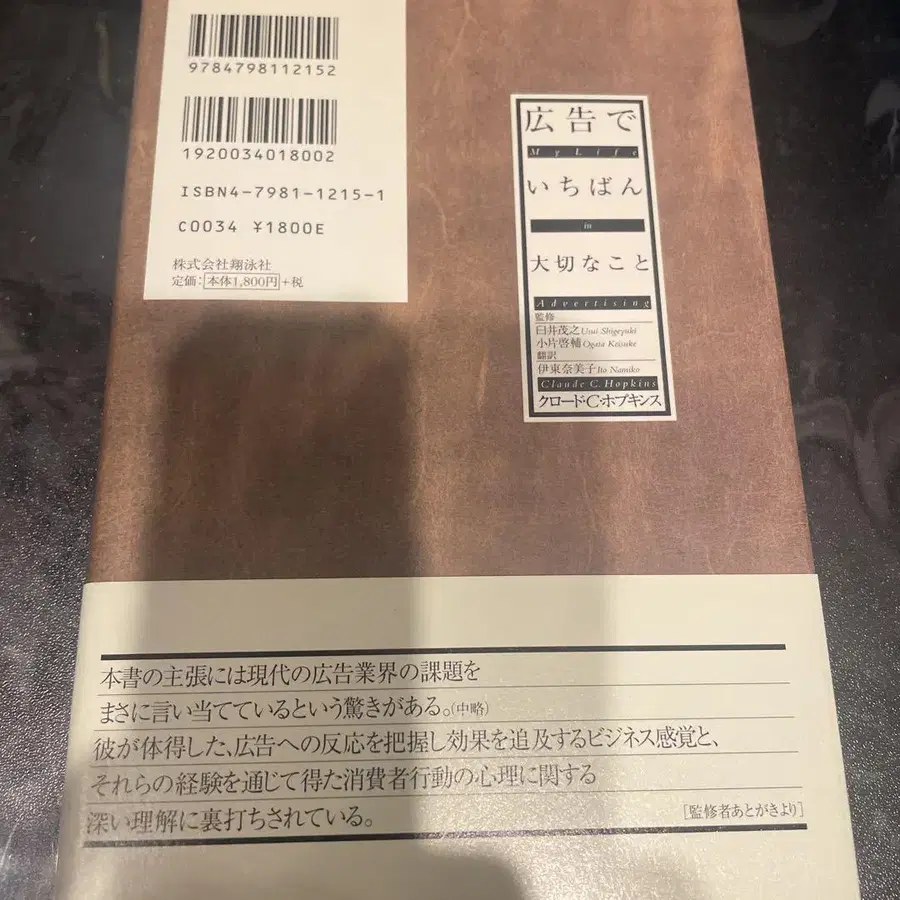 9784798112152
1920034018002
ISBN4-7981-1215-1
C0034 ¥1800E
株式会社翔泳社
定価：本体1,800円+税
広告で
My Life
いちばん
in
大切なこと
Advertising
監修
臼井茂之 Usui Shigeyuki
小片啓輔 Ogata Keisuke
翻訳
伊東奈美子 Ito Namiko
Claude C. Hopkins
クロード・C・ホプキンス
本書の主張には現代の広告業界の課題を
まさに言い当てているという驚きがある。(中略)
彼が体得した、広告への反応を把握し効果を追及するビジネス感覚と、
それらの経験を通じて得た消費者行動の心理に関する
深い理解に裏打ちされている。
[監修者あとがきより]